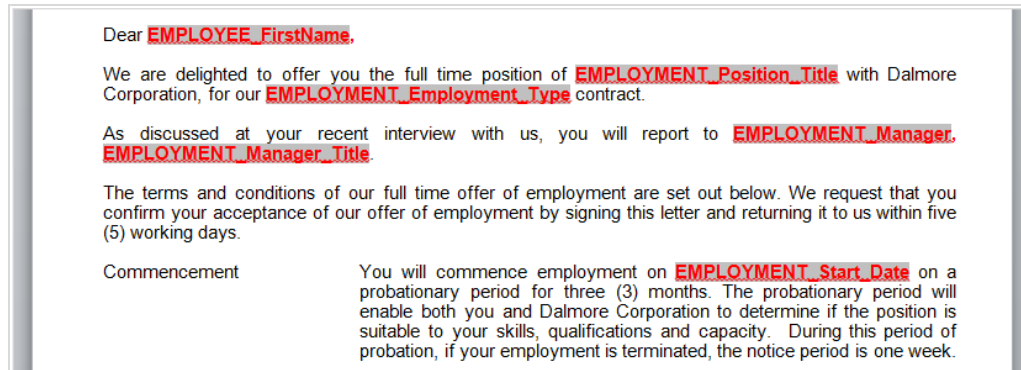 Dear EMPLOYEE_FirstName,
We are delighted to offer you the full time position of EMPLOYMENT_Position_Title with Dalmore
Corporation, for our EMPLOYMENT_Employment_Type contract.
As discussed at your recent interview with us, you will report to EMPLOYMENT_Manager,
EMPLOYMENT_Manager_Title.
The terms and conditions of our full time offer of employment are set out below. We request that you
confirm your acceptance of our offer of employment by signing this letter and returning it to us within five
(5) working days.
Commencement You will commence employment on EMPLOYMENT_Start_Date on a
probationary period for three (3) months. The probationary period will
enable both you and Dalmore Corporation to determine if the position is
suitable to your skills, qualifications and capacity. During this period of
probation, if your employment is terminated, the notice period is one week.